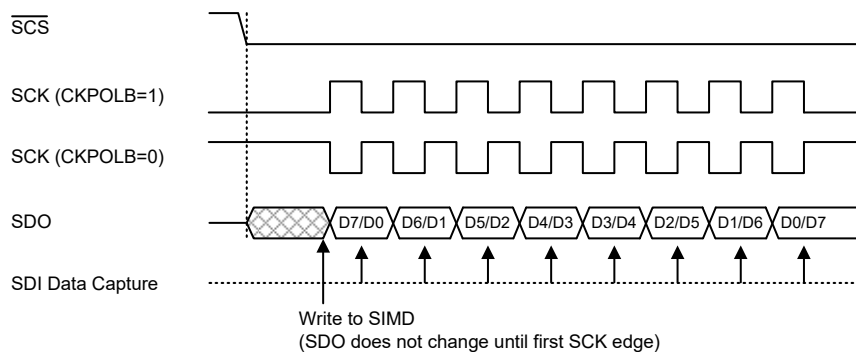 SCS
SCK (CKPOLB=1)
SCK (CKPOLB=0)
SDO
D7/D0 D6/D1 D5/D2 D4/D3 D3/D4 D2/D5 D1/D6 D0/D7
SDI Data Capture
Write to SIMD
(SDO does not change until first SCK edge)